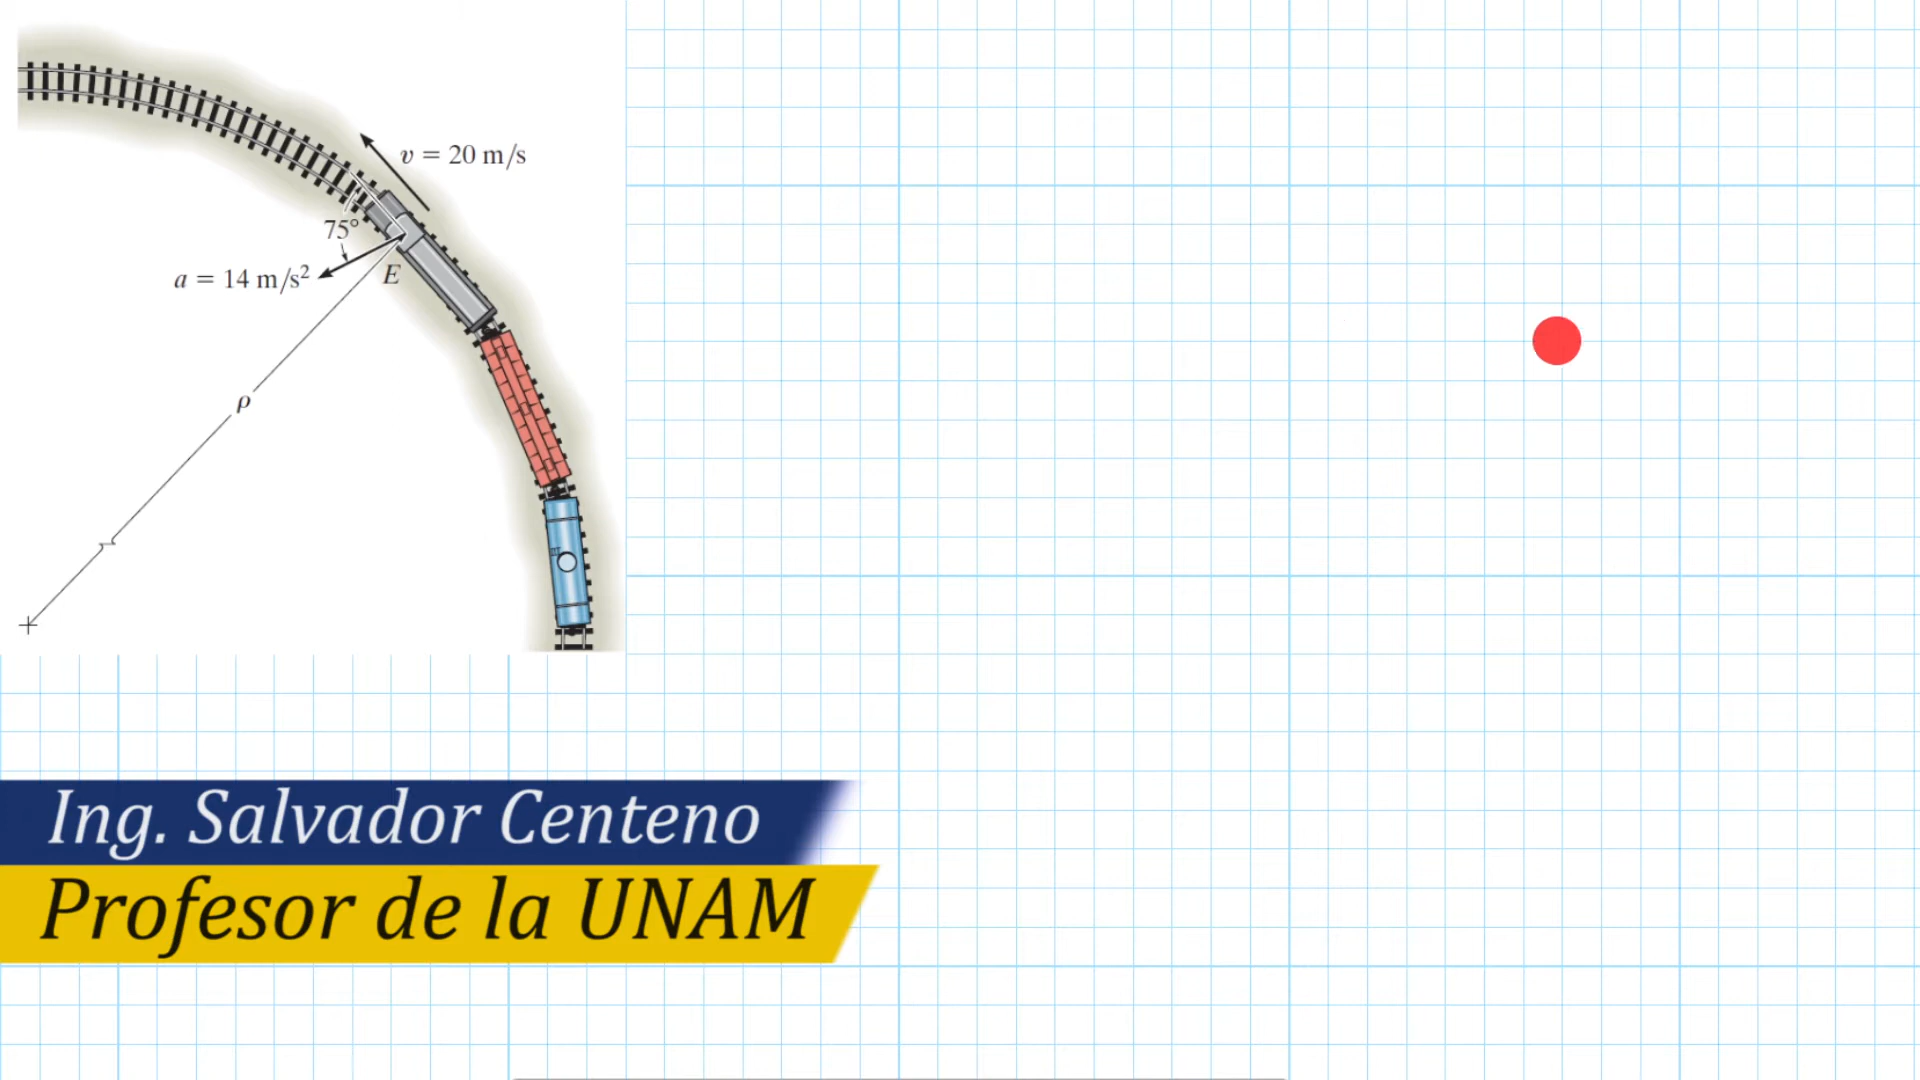 v = 20 m/s
75°
a = 14 m/s²
E
ρ
Ing. Salvador Centeno
Profesor de la UNAM